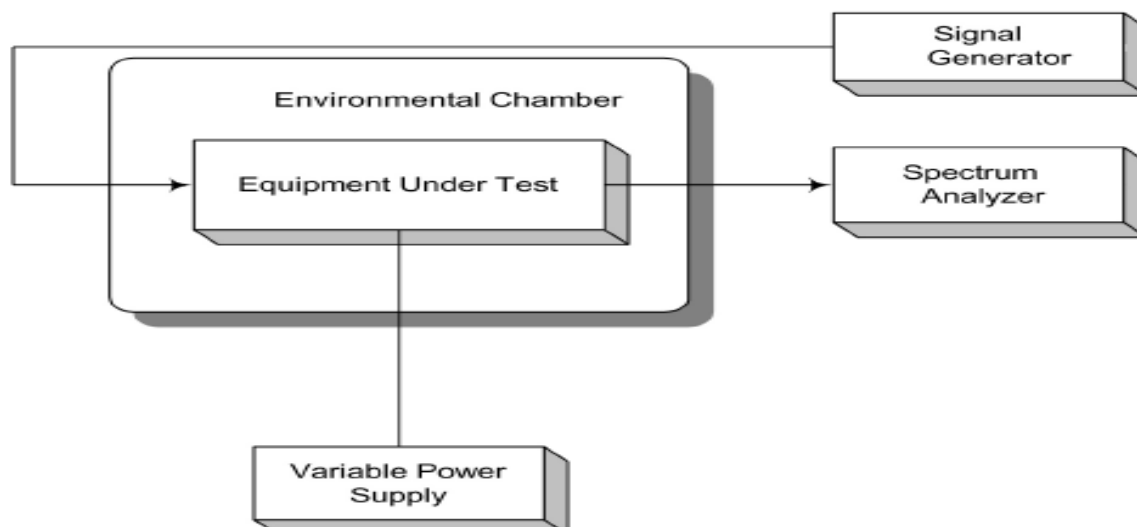 Signal
Generator
Environmental Chamber
Equipment Under Test
Spectrum
Analyzer
Variable Power
Supply